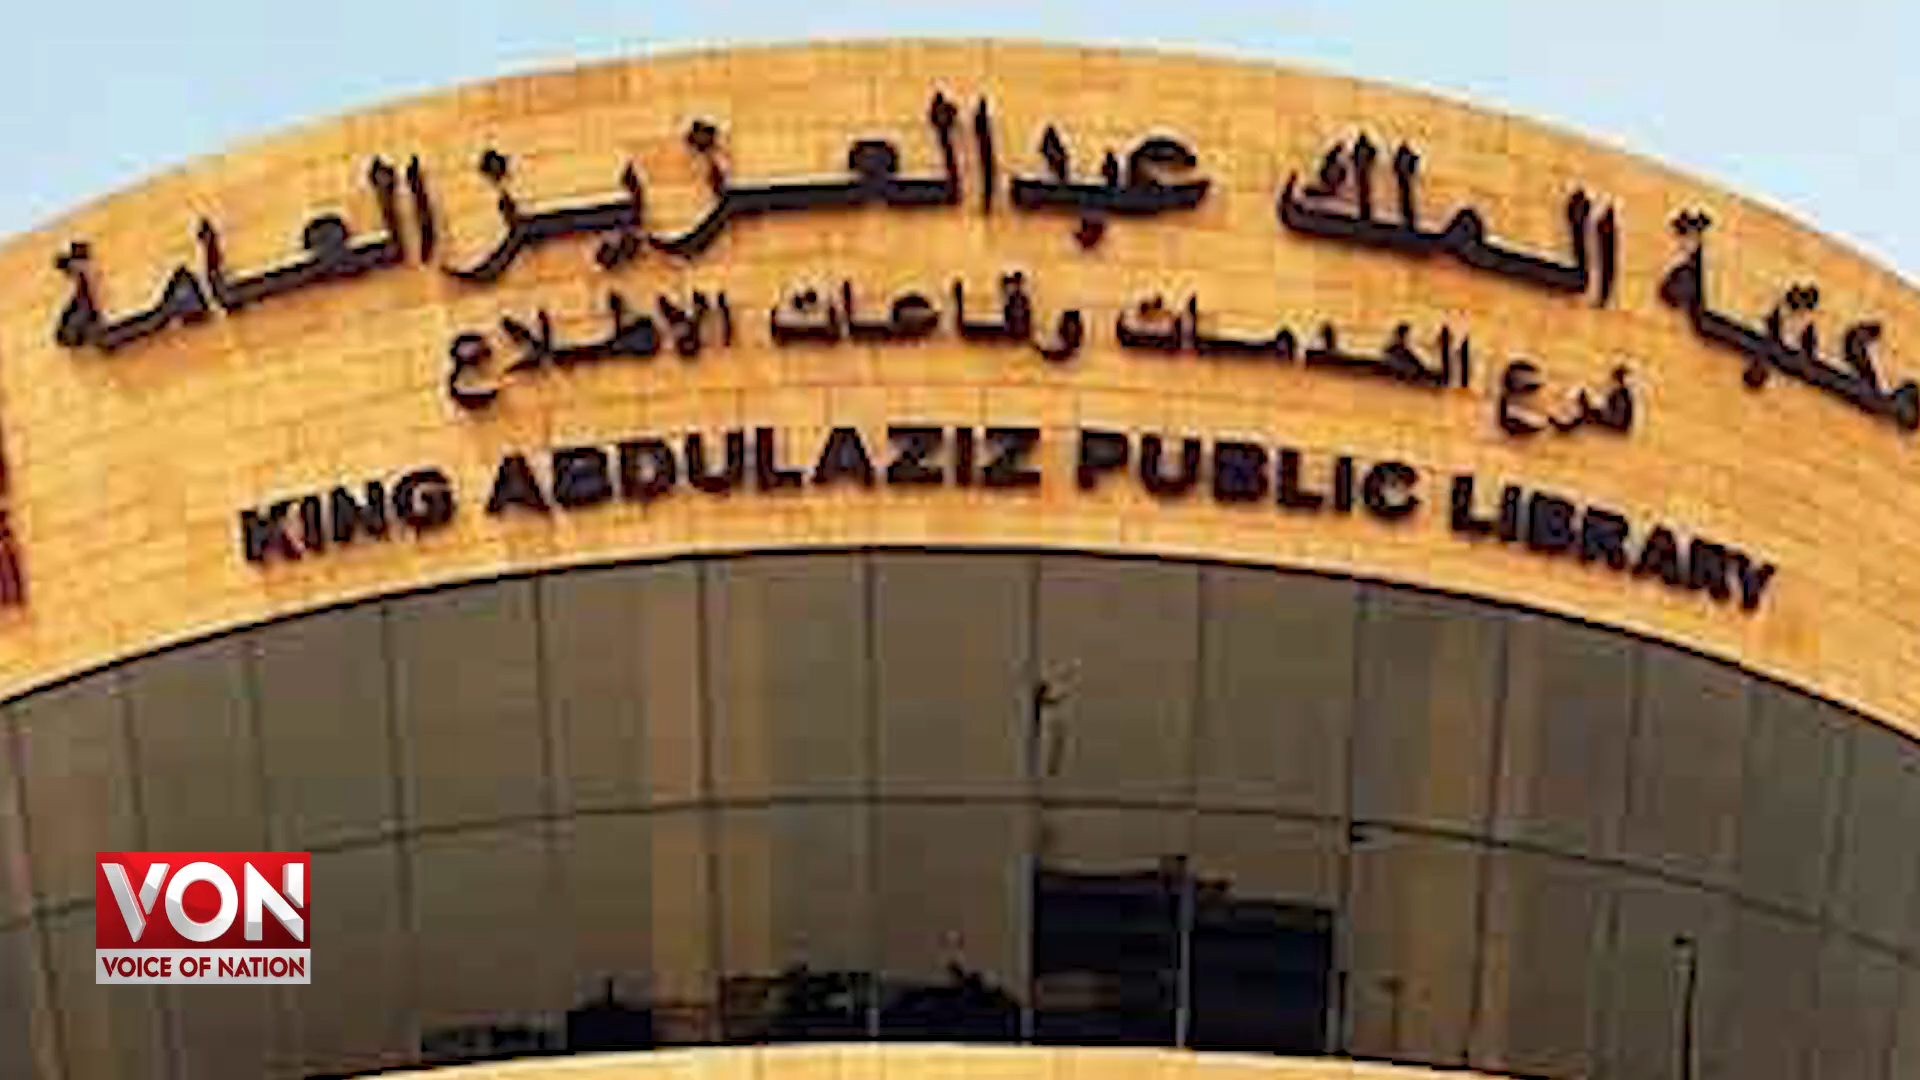 مكتبة الملك عبدالعزيز العامة
فرع الخدمات وقاعات الاطلاع
KING ABDULAZIZ PUBLIC LIBRARY
VON
VOICE OF NATION